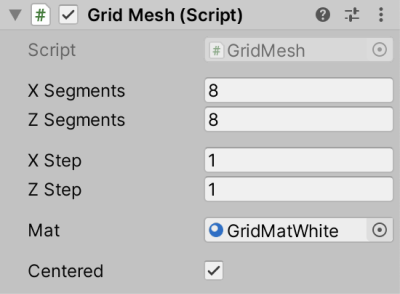 Grid Mesh (Script)
Script GridMesh
X Segments 8
Z Segments 8
X Step 1
Z Step 1
Mat GridMatWhite
Centered